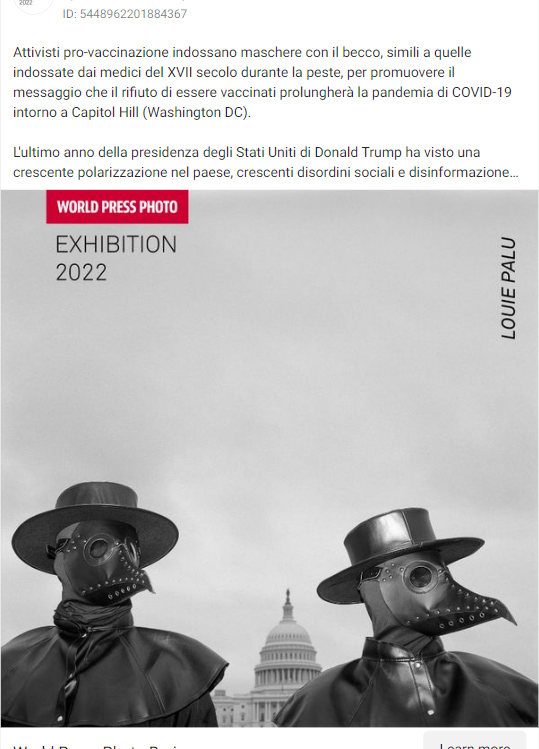 2022
ID: 5448962201884367
Attivisti pro-vaccinazione indossano maschere con il becco, simili a quelle
indossate dai medici del XVII secolo durante la peste, per promuovere il
messaggio che il rifiuto di essere vaccinati prolungherà la pandemia di COVID-19
intorno a Capitol Hill (Washington DC).
L'ultimo anno della presidenza degli Stati Uniti di Donald Trump ha visto una
crescente polarizzazione nel paese, crescenti disordini sociali e disinformazione...
WORLD PRESS PHOTO
EXHIBITION
2022
LOUIE PALU
Learn more